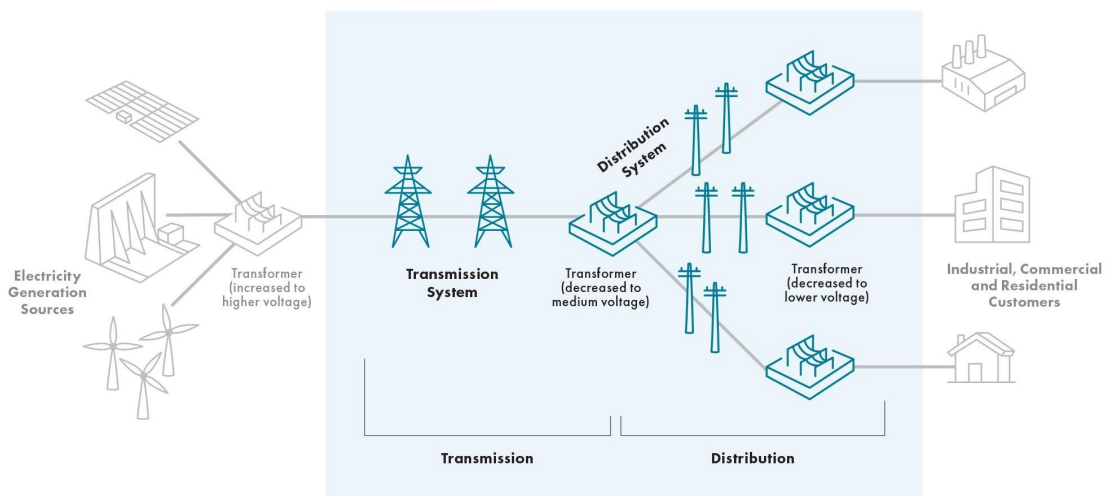 Electricity
Generation
Sources
Transformer
(increased to
higher voltage)
Transmission
System
Distribution
System
Transformer
(decreased to
medium voltage)
Transformer
(decreased to
lower voltage)
Industrial, Commercial
and Residential
Customers
Transmission
Distribution